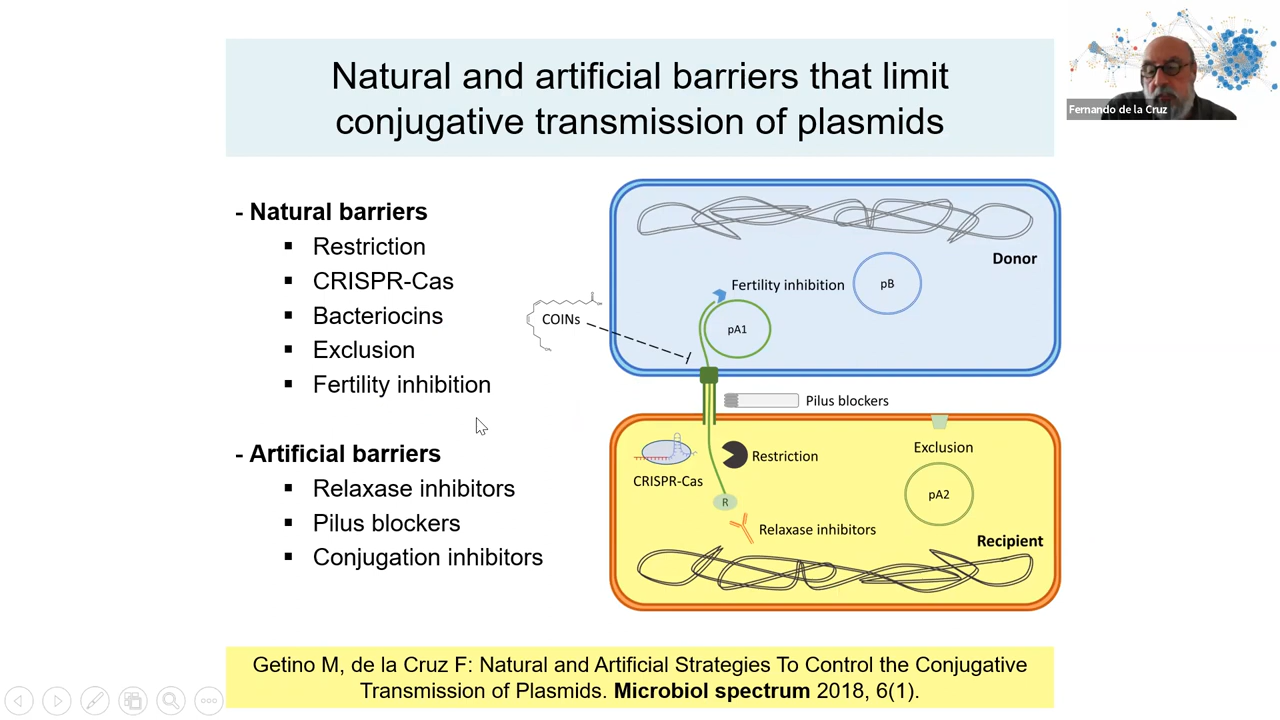 Natural and artificial barriers that limit
conjugative transmission of plasmids
Fernando de la Cruz
- Natural barriers
▪ Restriction
▪ CRISPR-Cas
▪ Bacteriocins
▪ Exclusion
▪ Fertility inhibition
- Artificial barriers
▪ Relaxase inhibitors
▪ Pilus blockers
▪ Conjugation inhibitors
COINs
Donor
Fertility inhibition
pB
pA1
Pilus blockers
Exclusion
Restriction
CRISPR-Cas
pA2
R
Relaxase inhibitors
Recipient
Getino M, de la Cruz F: Natural and Artificial Strategies To Control the Conjugative
Transmission of Plasmids. Microbiol spectrum 2018, 6(1).